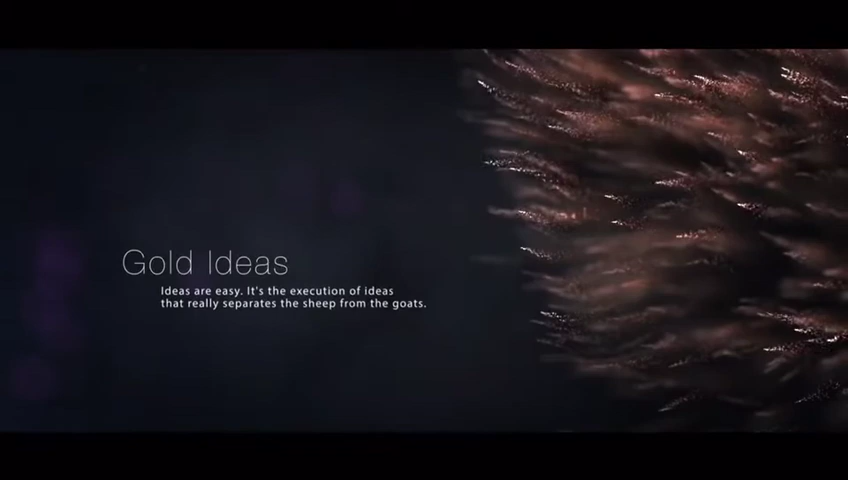 Gold Ideas
Ideas are easy. It's the execution of ideas
that really separates the sheep from the goats.